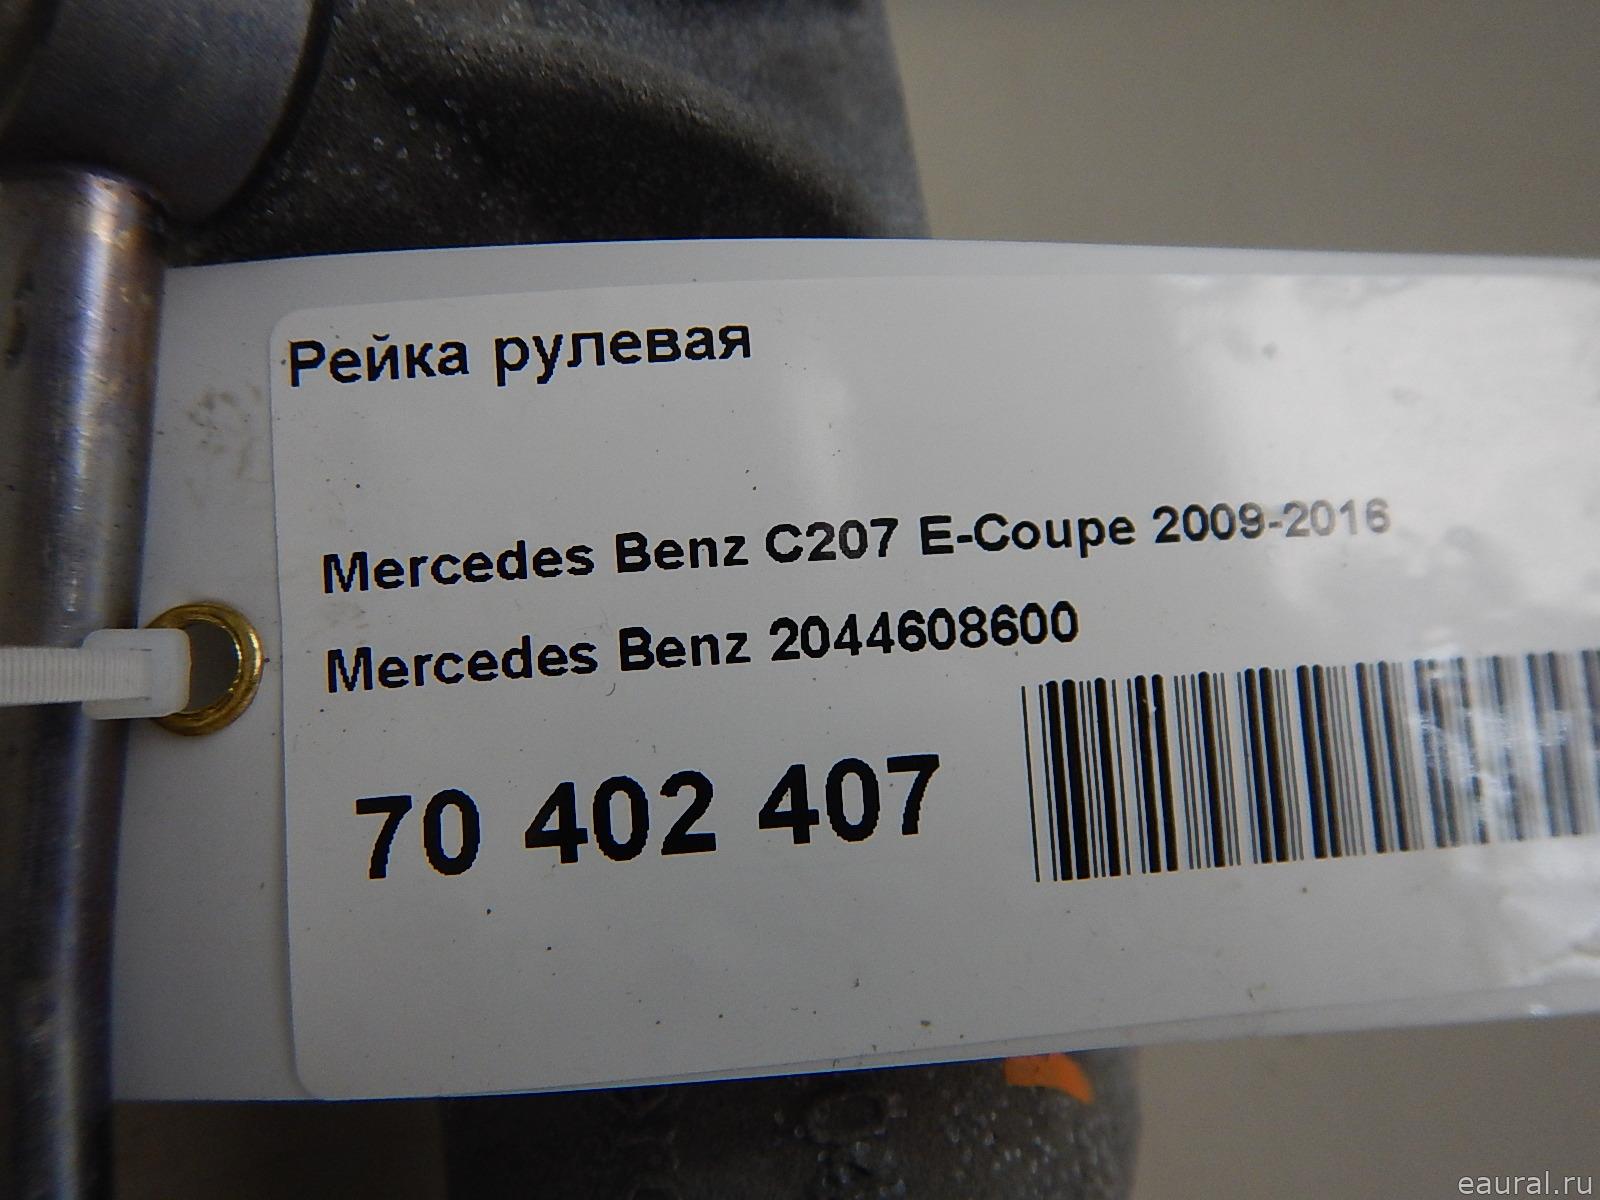 Рейка рулевая
Mercedes Benz C207 E-Coupe 2009-2016
Mercedes Benz 2044608600
70 402 407
eaural.ru